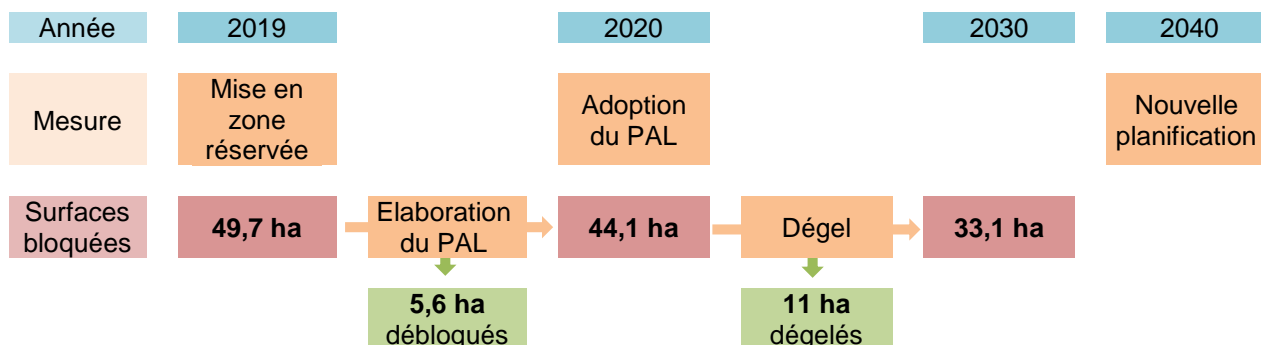 Année 2019 2020 2030 2040
Mesure
Mise en
zone
réservée
Adoption
du PAL
Nouvelle
planification
Surfaces
bloquées
49,7 ha
Elaboration
du PAL
44,1 ha
Dégel
33,1 ha
5,6 ha
débloqués
11 ha
dégelés